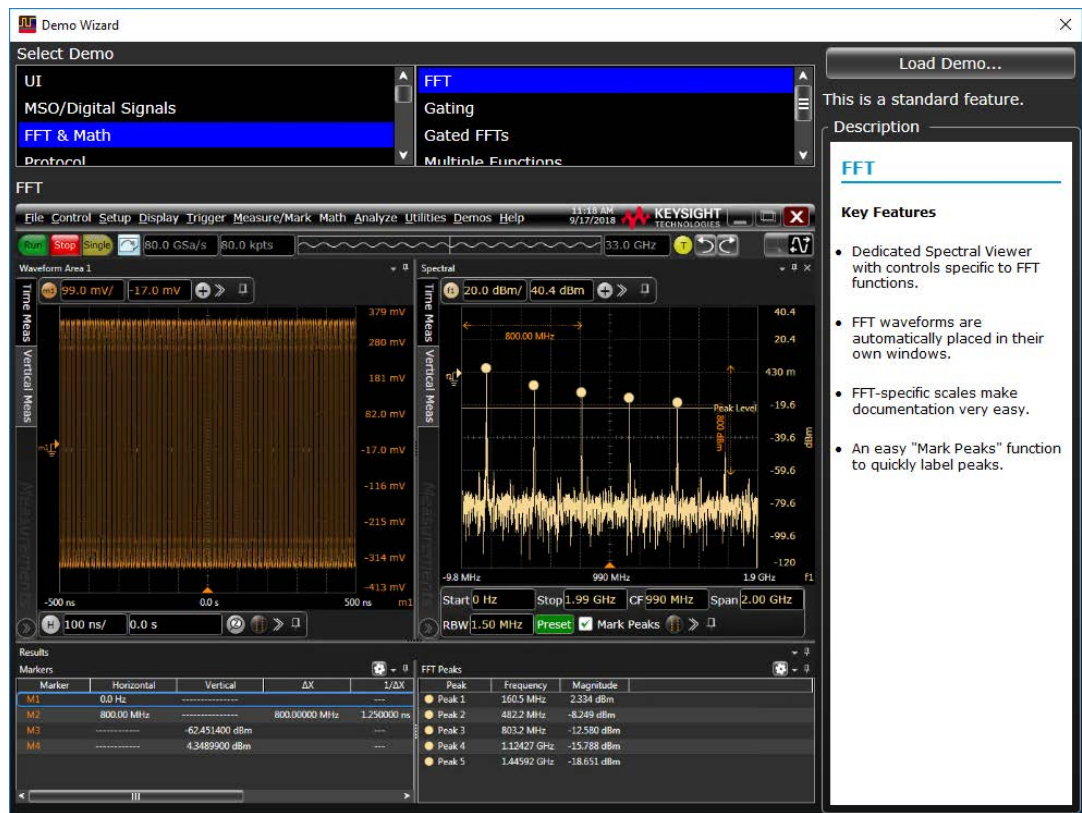 Demo Wizard
Select Demo
UI
MSO/Digital Signals
FFT & Math
Protocol
FFT
Gating
Gated FFTs
Multiple Functions
Load Demo...
This is a standard feature.
Description
FFT
Key Features
• Dedicated Spectral Viewer
with controls specific to FFT
functions.
• FFT waveforms are
automatically placed in their
own windows.
• FFT-specific scales make
documentation very easy.
• An easy "Mark Peaks" function
to quickly label peaks.
FFT
File Control Setup Display Trigger Measure/Mark Math Analyze Utilities Demos Help
11:18 AM
9/17/2018
KEYSIGHT
TECHNOLOGIES
Run Stop Single 80.0 GSa/s 80.0 kpts 33.0 GHz T
Waveform Area 1
Time Meas
Vertical Meas
Measurements
m1 99.0 mV/ -17.0 mV
379 mV
280 mV
181 mV
82.0 mV
-17.0 mV
-116 mV
-215 mV
-314 mV
-413 mV
m1
-500 ns 0.0 s 500 ns m1
H 100 ns/ 0.0 s
Spectral
Time Meas
Vertical Meas
Measurements
f1 20.0 dBm/ 40.4 dBm
800.00 MHz
Peak Level
800 dBm
40.4
20.4
430 m
-19.6
-39.6
-59.6
-79.6
-99.6
-120
dBm
f1
-9.8 MHz 990 MHz 1.9 GHz f1
Start 0 Hz Stop 1.99 GHz CF 990 MHz Span 2.00 GHz
RBW 1.50 MHz Preset Mark Peaks
Results
Markers
Marker Horizontal Vertical ΔX 1/ΔX
M1 0.0 Hz --------------- ---
M2 800.00 MHz --------------- 800.00000 MHz 1.250000 ns
M3 ------------ -62.451400 dBm ---
M4 4.3489900 dBm ---
FFT Peaks
Peak Frequency Magnitude
Peak 1 160.5 MHz 2.334 dBm
Peak 2 482.2 MHz -8.249 dBm
Peak 3 803.2 MHz -12.580 dBm
Peak 4 1.12427 GHz -15.788 dBm
Peak 5 1.44592 GHz -18.651 dBm